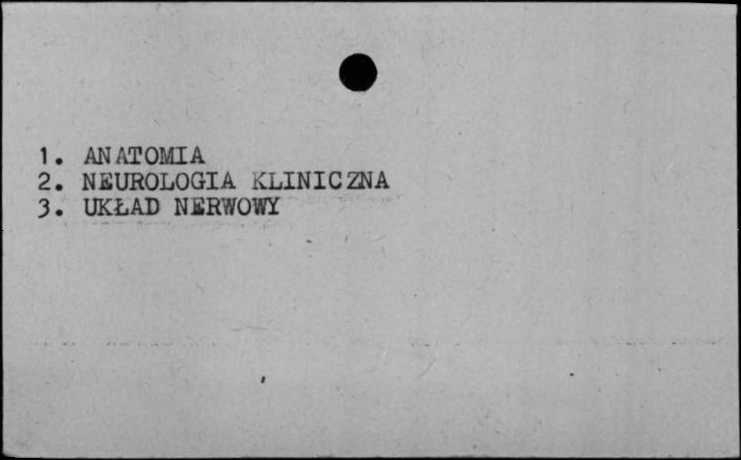 1. ANATOMIA
2. NEUROLOGIA KLINICZNA
3. UKŁAD NERWOWY